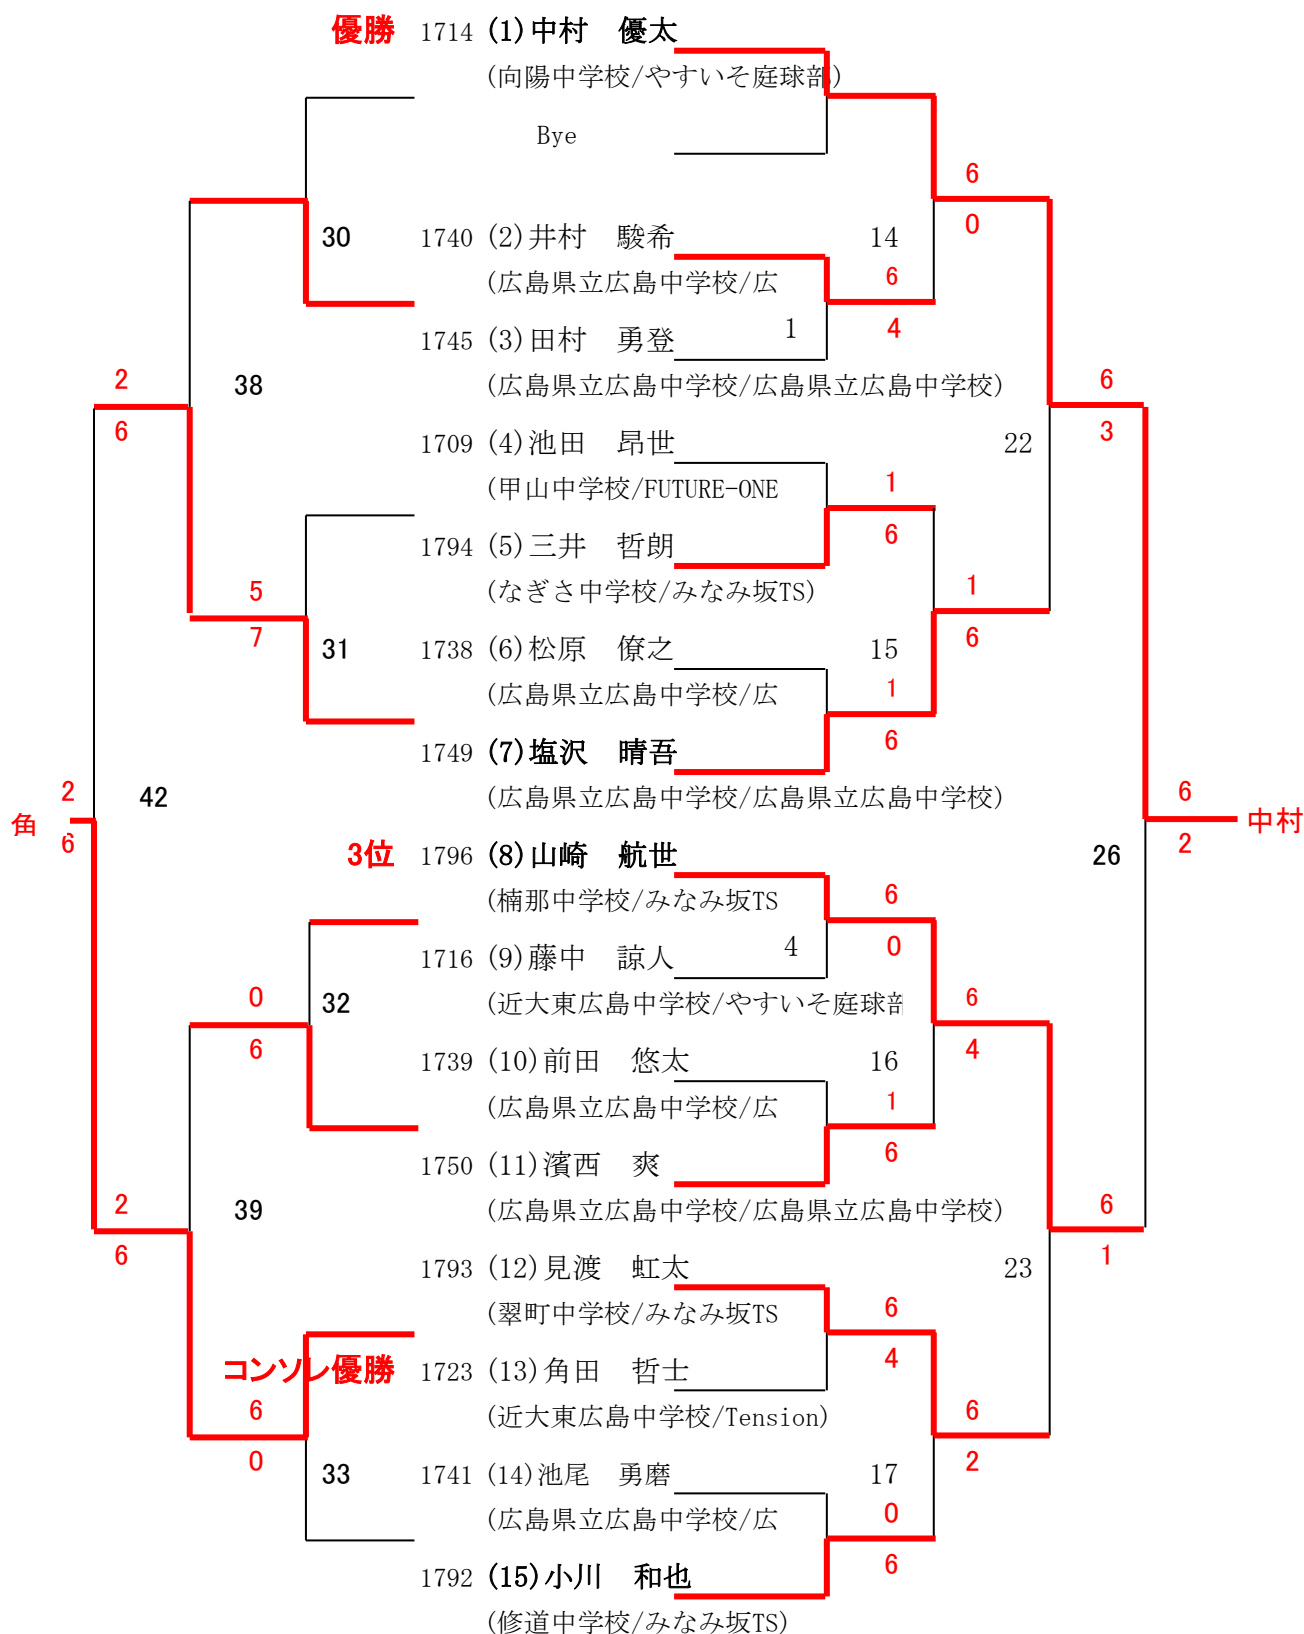 優勝 1714 (1)中村 優太
(向陽中学校/やすいそ庭球部)
Bye
6
0
30 1740 (2)井村 駿希 14
(広島県立広島中学校/広 6
1745 (3)田村 勇登 1 4
2 38 (広島県立広島中学校/広島県立広島中学校) 6
6 1709 (4)池田 昂世 22 3
(甲山中学校/FUTURE-ONE 1
1794 (5)三井 哲朗 6
5 (なぎさ中学校/みなみ坂TS) 1
7 31 1738 (6)松原 僚之 15 6
(広島県立広島中学校/広 1
1749 (7)塩沢 晴吾 6
2 42 (広島県立広島中学校/広島県立広島中学校) 6
角 中村
6 3位 1796 (8)山崎 航世 26 2
(楠那中学校/みなみ坂TS 6
1716 (9)藤中 諒人 4 0
0 32 (近大東広島中学校/やすいそ庭球部 6
6 1739 (10)前田 悠太 16 4
(広島県立広島中学校/広 1
1750 (11)濱西 爽 6
2 39 (広島県立広島中学校/広島県立広島中学校) 6
6 1793 (12)見渡 虹太 23 1
(翠町中学校/みなみ坂TS 6
コンソレ優勝 1723 (13)角田 哲士 4
6 (近大東広島中学校/Tension) 6
0 33 1741 (14)池尾 勇磨 17 2
(広島県立広島中学校/広 0
1792 (15)小川 和也 6
(修道中学校/みなみ坂TS)